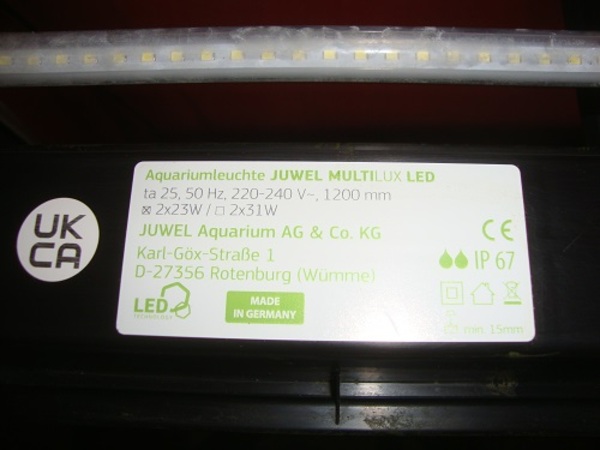 Aquariumleuchte JUWEL MULTILUX LED
ta 25, 50 Hz, 220-240 V~, 1200 mm
☒ 2x23W / ☐ 2x31W
JUWEL Aquarium AG & Co. KG
Karl-Göx-Straße 1
D-27356 Rotenburg (Wümme)
UK
CA
CE
IP 67
LED
TECHNOLOGY
MADE
IN GERMANY
min. 15mm